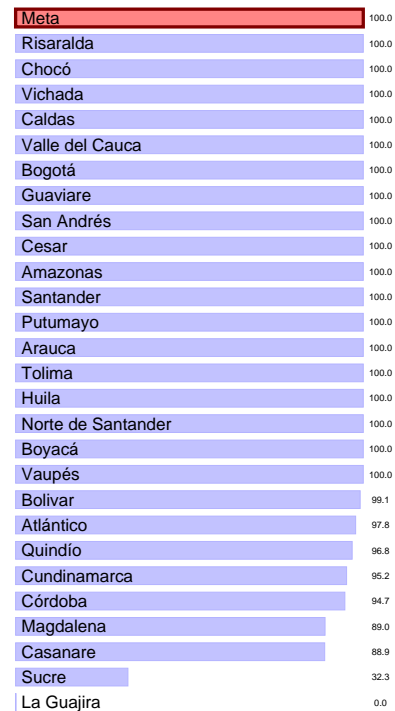 Meta 100.0
Risaralda 100.0
Chocó 100.0
Vichada 100.0
Caldas 100.0
Valle del Cauca 100.0
Bogotá 100.0
Guaviare 100.0
San Andrés 100.0
Cesar 100.0
Amazonas 100.0
Santander 100.0
Putumayo 100.0
Arauca 100.0
Tolima 100.0
Huila 100.0
Norte de Santander 100.0
Boyacá 100.0
Vaupés 100.0
Bolivar 99.1
Atlántico 97.8
Quindío 96.8
Cundinamarca 95.2
Córdoba 94.7
Magdalena 89.0
Casanare 88.9
Sucre 32.3
La Guajira 0.0